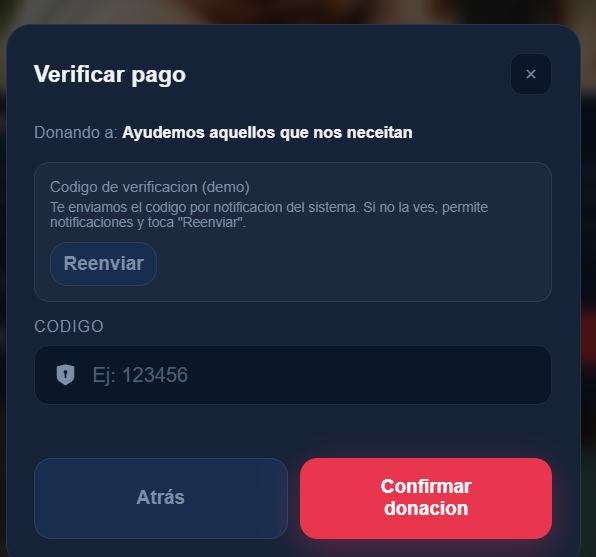 Verificar pago
×
Donando a: Ayudemos aquellos que nos neceitan
Codigo de verificacion (demo)
Te enviamos el codigo por notificacion del sistema. Si no la ves, permite
notificaciones y toca "Reenviar".
Reenviar
CODIGO
Ej: 123456
Atrás
Confirmar
donacion